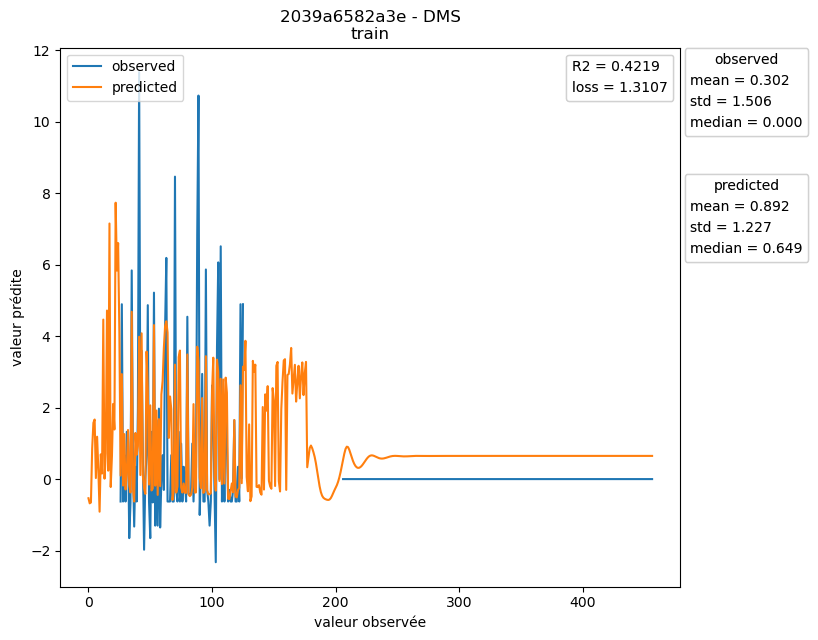 2039a6582a3e - DMS
train
observed
predicted
R2 = 0.4219
loss = 1.3107
observed
mean = 0.302
std = 1.506
median = 0.000
predicted
mean = 0.892
std = 1.227
median = 0.649
valeur prédite
12
10
8
6
4
2
0
−2
0
100
200
300
400
valeur observée